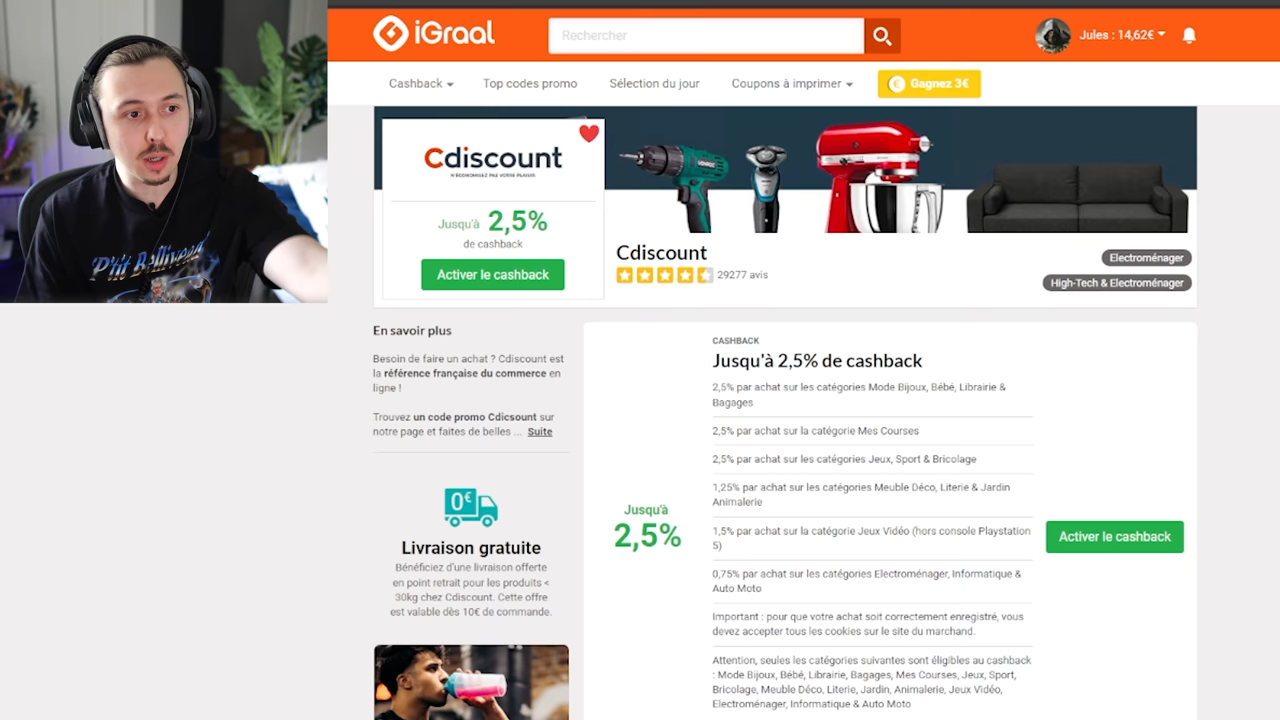 iGraal
Rechercher
Jules : 14,62€
Cashback
Top codes promo
Sélection du jour
Coupons à imprimer
€ Gagnez 3€
P'tit Belliveau
Cdiscount
N'ÉCONOMISEZ PAS VOTRE PLAISIR
Jusqu'à 2,5%
de cashback
Activer le cashback
Cdiscount
29277 avis
Electroménager
High-Tech & Electroménager
En savoir plus
Besoin de faire un achat ? Cdiscount est
la référence française du commerce en
ligne !
Trouvez un code promo Cdicsount sur
notre page et faites de belles ... Suite
0€
Livraison gratuite
Bénéficiez d'une livraison offerte
en point retrait pour les produits <
30kg chez Cdiscount. Cette offre
est valable dès 10€ de commande.
CASHBACK
Jusqu'à 2,5% de cashback
2,5% par achat sur les catégories Mode Bijoux, Bébé, Librairie &
Bagages
2,5% par achat sur la catégorie Mes Courses
2,5% par achat sur les catégories Jeux, Sport & Bricolage
1,25% par achat sur les catégories Meuble Déco, Literie & Jardin
Animalerie
1,5% par achat sur la catégorie Jeux Vidéo (hors console Playstation
5)
0,75% par achat sur les catégories Electroménager, Informatique &
Auto Moto
Important : pour que votre achat soit correctement enregistré, vous
devez accepter tous les cookies sur le site du marchand.
Attention, seules les catégories suivantes sont éligibles au cashback
: Mode Bijoux, Bébé, Librairie, Bagages, Mes Courses, Jeux, Sport,
Bricolage, Meuble Déco, Literie, Jardin, Animalerie, Jeux Vidéo,
Electroménager, Informatique & Auto Moto
Jusqu'à
2,5%
Activer le cashback